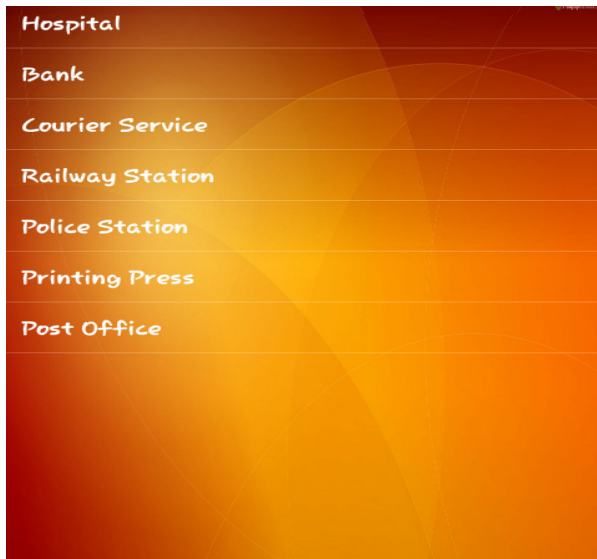 Hospital
Bank
Courier Service
Railway Station
Police Station
Printing Press
Post Office